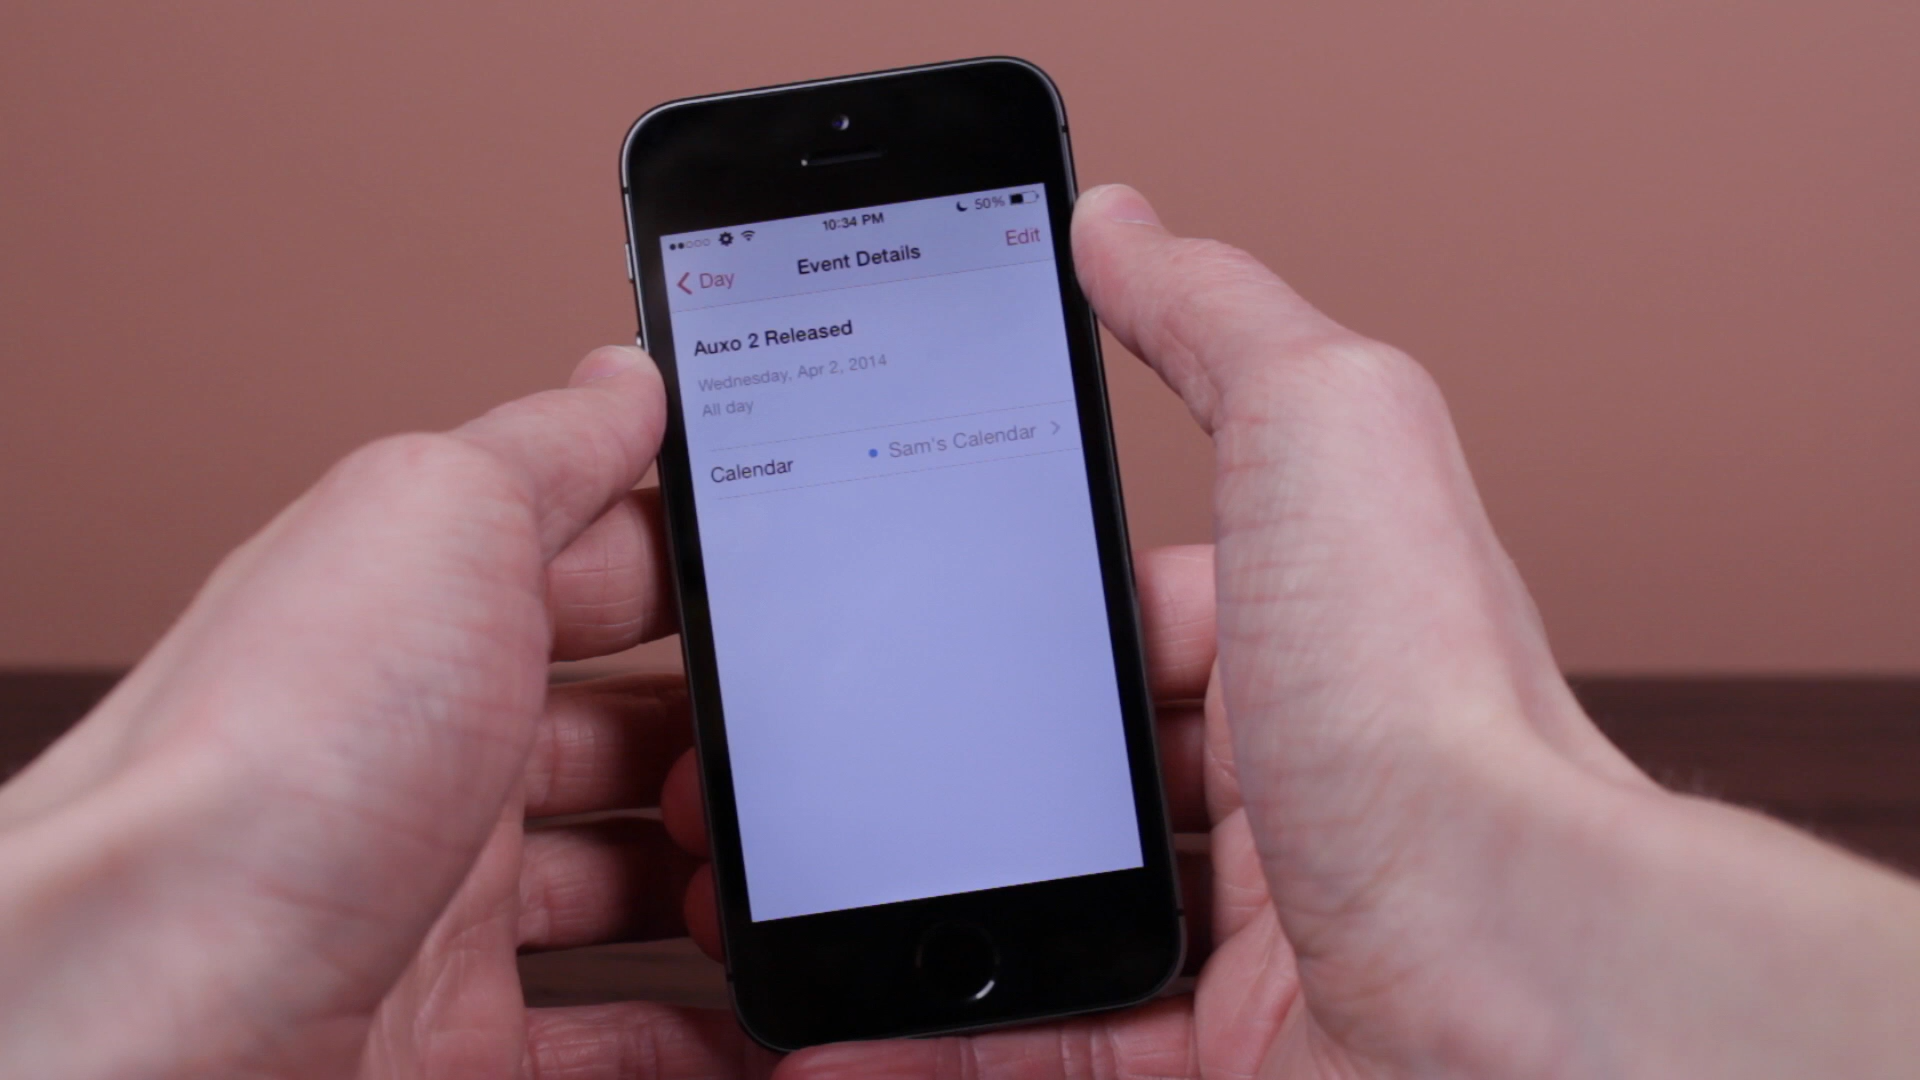 10:34 PM
50%
Day
Event Details
Edit
Auxo 2 Released
Wednesday, Apr 2, 2014
All day
Calendar
Sam's Calendar